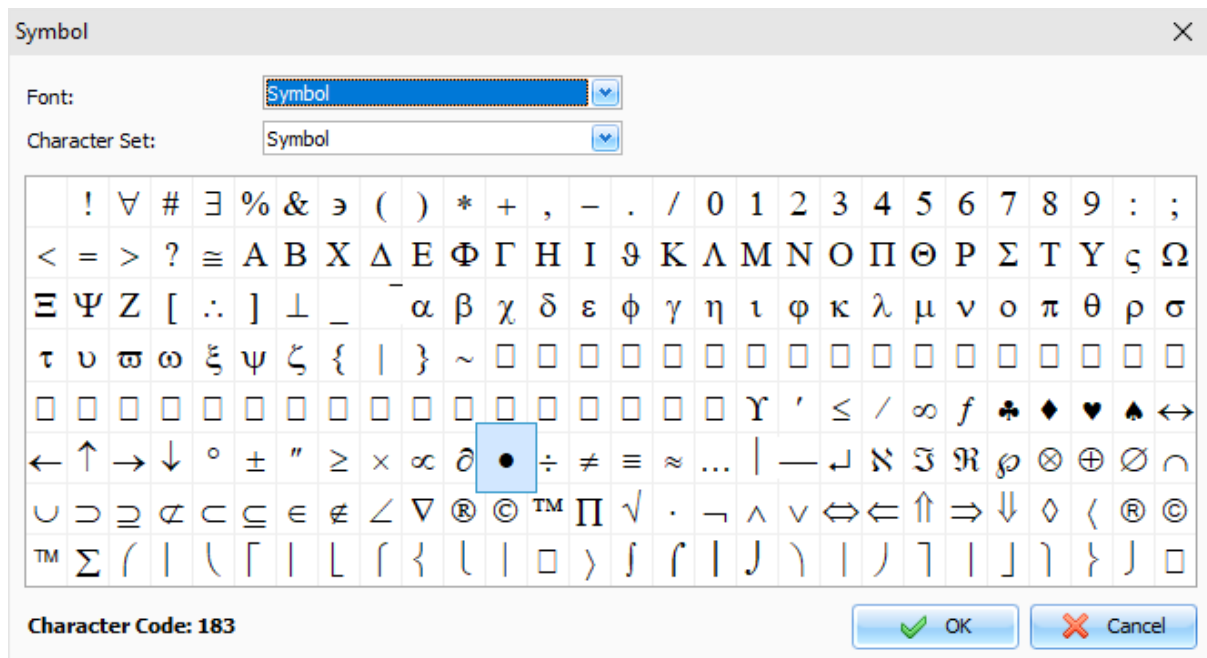 Symbol
Font: Symbol
Character Set: Symbol
! ∀ # ∃ % & ∍ ( ) ∗ + , − . / 0 1 2 3 4 5 6 7 8 9 : ;
< = > ? ≅ Α Β Χ Δ Ε Φ Γ Η Ι ϑ Κ Λ Μ Ν Ο Π Θ Ρ Σ Τ Υ ς Ω
Ξ Ψ Ζ [ ∴ ] ⊥ _ ‾ α β χ δ ε φ γ η ι ϕ κ λ μ ν ο π θ ρ σ
τ υ ϖ ω ξ ψ ζ { | } ∼ □ □ □ □ □ □ □ □ □ □ □ □ □ □ □ □ □
□ □ □ □ □ □ □ □ □ □ □ □ □ □ □ □ □ ϒ ′ ≤ ⁄ ∞ ƒ ♣ ♦ ♥ ♠ ↔
← ↑ → ↓ ° ± ″ ≥ × ∝ ∂ • ÷ ≠ ≡ ≈ … │ — ↵ ℵ ℑ ℜ ℘ ⊗ ⊕ ∅ ∩
∪ ⊃ ⊇ ⊄ ⊂ ⊆ ∈ ∉ ∠ ∇ ® © ™ ∏ √ ⋅ ¬ ∧ ∨ ⇔ ⇐ ⇑ ⇒ ⇓ ◊ 〈 ® ©
™ ∑ ⎛ ⎜ ⎝ ⎡ ⎢ ⎣ ⎧ ⎨ ⎩ ⎪ □ 〉 ∫ ⌠ ⎮ ⌡ ⎞ ⎟ ⎠ ⎤ ⎥ ⎦ ⎫ ⎬ ⎭ □
Character Code: 183
OK
Cancel